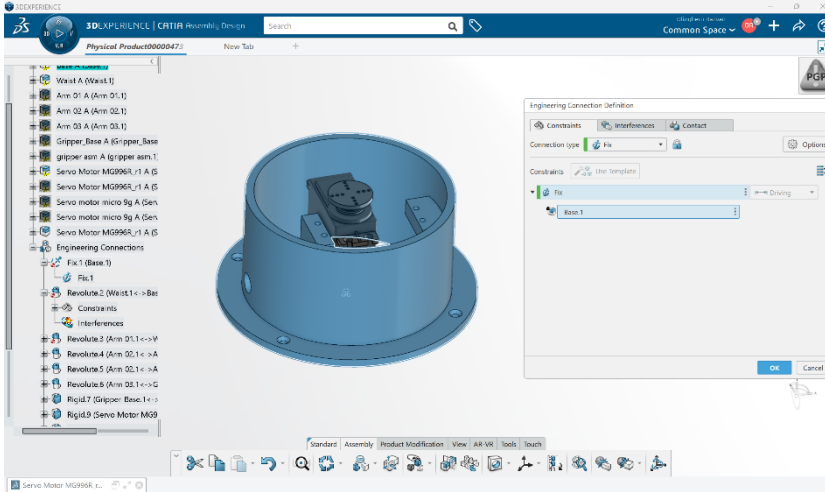 3DEXPERIENCE
3DEXPERIENCE | CATIA Assembly Design
Search
Common Space
Physical Product00000473
New Tab
Base A (Base.1)
Waist A (Waist.1)
Arm 01 A (Arm 01.1)
Arm 02 A (Arm 02.1)
Arm 03 A (Arm 03.1)
Gripper_Base A (Gripper_Base
gripper asm A (gripper asm.1)
Servo Motor MG996R_r1 A (S
Servo Motor MG996R_r1 A (S
Servo motor micro 9g A (Serv
Servo motor micro 9g A (Serv
Servo Motor MG996R_r1 A (S
Engineering Connections
Fix.1 (Base.1)
Fix.1
Revolute.2 (Waist.1<->Bas
Constraints
Interferences
Revolute.3 (Arm 01.1<->W
Revolute.4 (Arm 02.1<->A
Revolute.5 (Arm 02.1<->A
Revolute.6 (Arm 03.1<->G
Rigid.7 (Gripper Base.1<->
Rigid.9 (Servo Motor MG9
PGP
Engineering Connection Definition
Constraints
Interferences
Contact
Connection type
Fix
Options
Constraints
Use Template
Fix
Driving
Base.1
OK
Cancel
Standard
Assembly
Product Modification
View
AR-VR
Tools
Touch
Servo Motor MG996R_r...